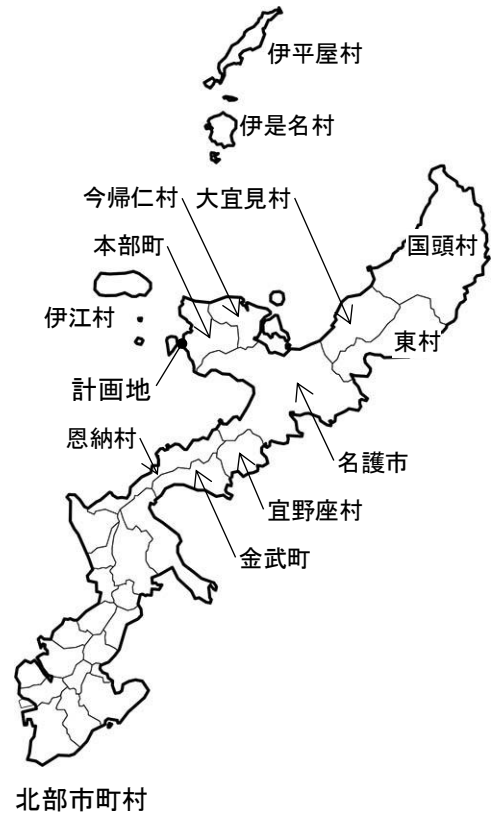 伊平屋村
伊是名村
今帰仁村
大宜見村
本部町
国頭村
伊江村
東村
計画地
恩納村
名護市
宜野座村
金武町
北部市町村